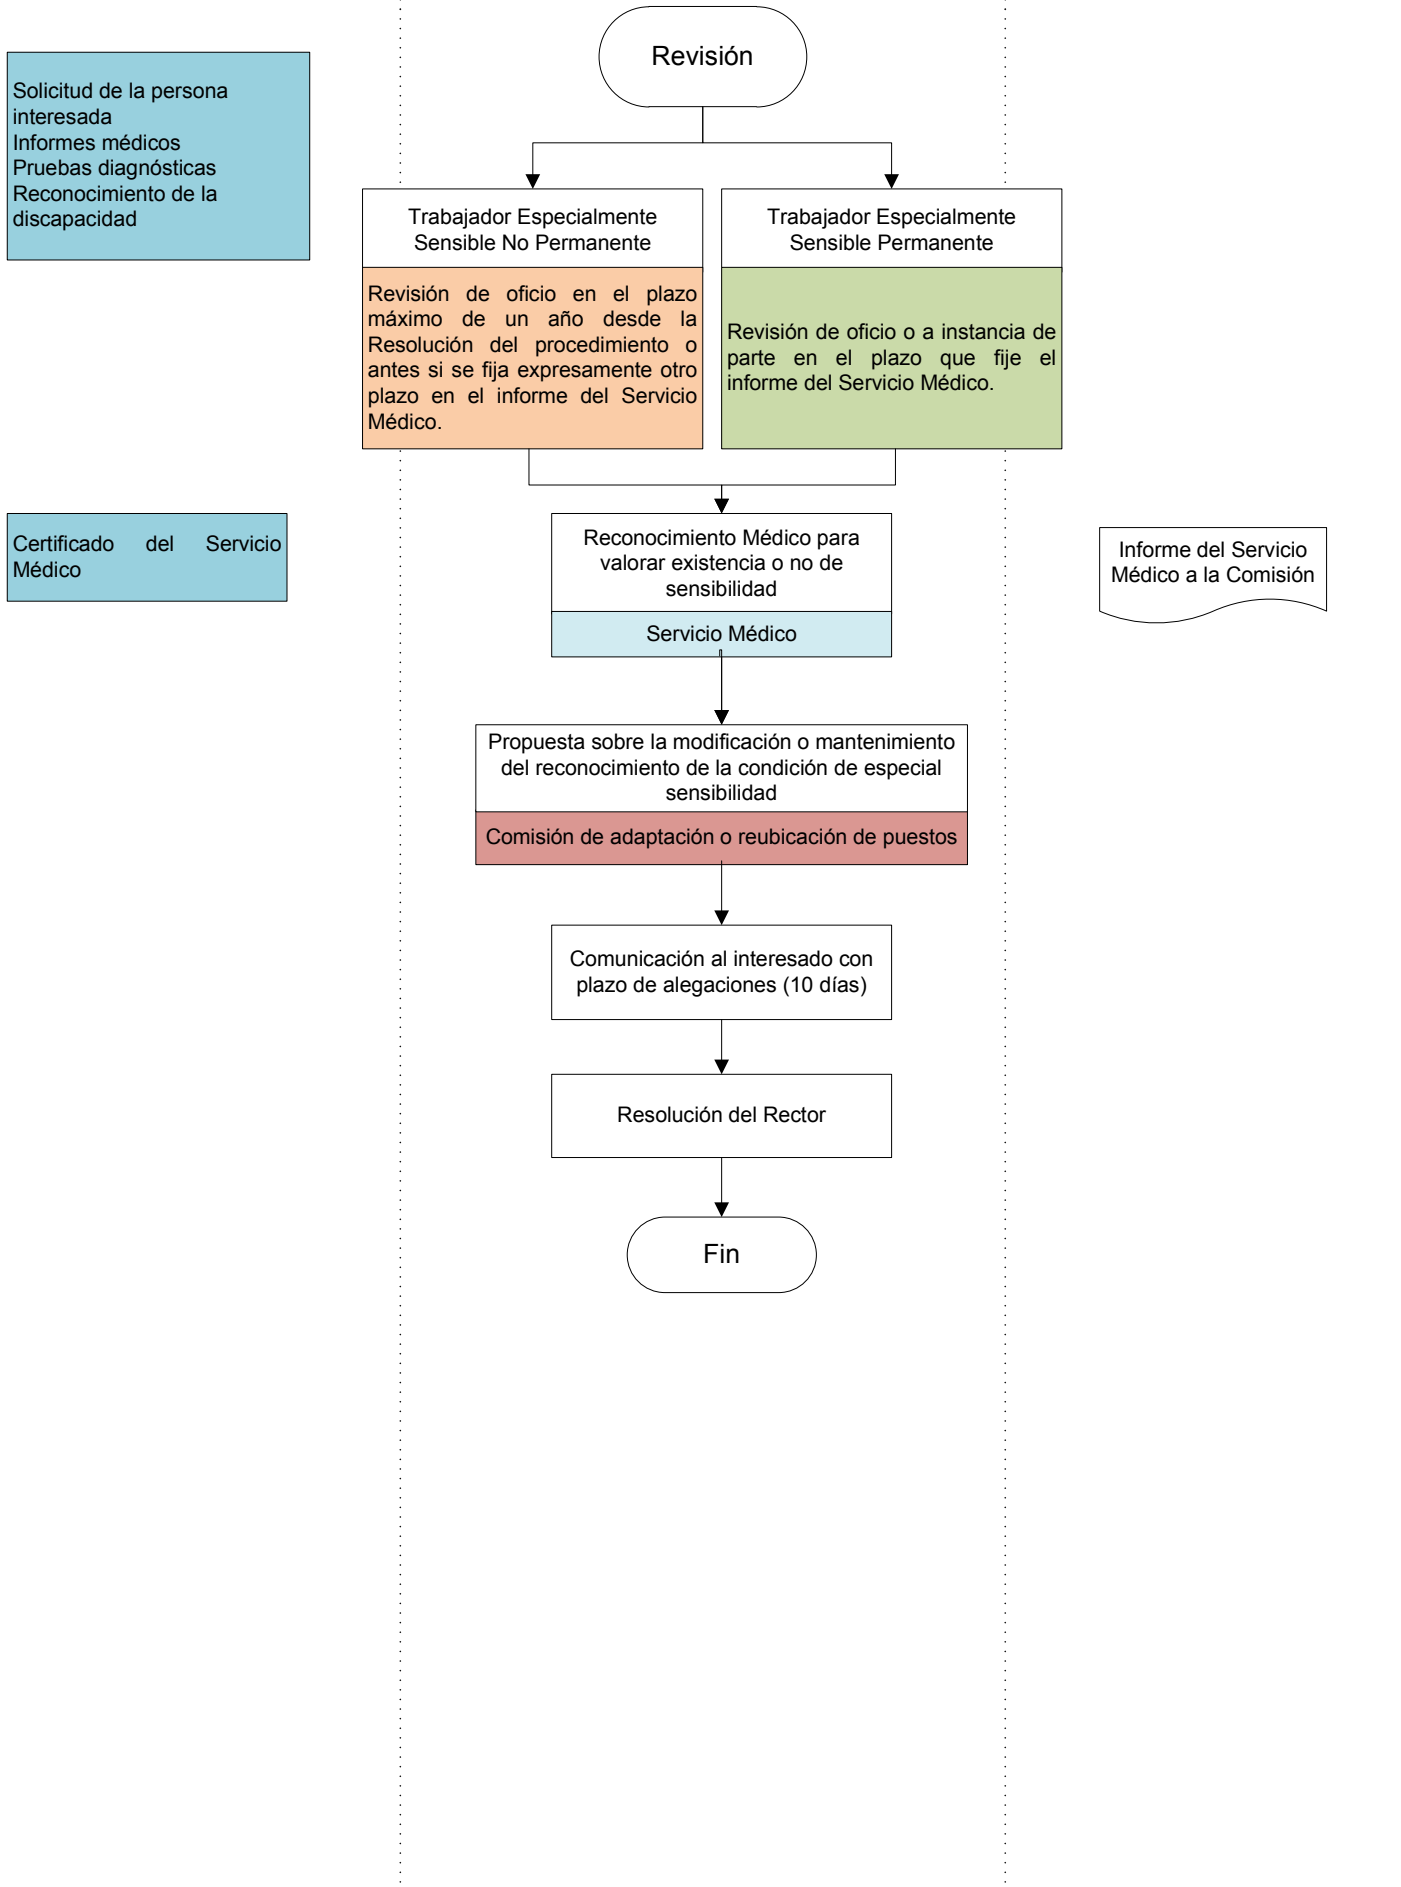 Revisión
Solicitud de la persona
interesada
Informes médicos
Pruebas diagnósticas
Reconocimiento de la
discapacidad
Trabajador Especialmente
Sensible No Permanente
Revisión de oficio en el plazo
máximo de un año desde la
Resolución del procedimiento o
antes si se fija expresamente otro
plazo en el informe del Servicio
Médico.
Trabajador Especialmente
Sensible Permanente
Revisión de oficio o a instancia de
parte en el plazo que fije el
informe del Servicio Médico.
Certificado del Servicio
Médico
Reconocimiento Médico para
valorar existencia o no de
sensibilidad
Servicio Médico
Informe del Servicio
Médico a la Comisión
Propuesta sobre la modificación o mantenimiento
del reconocimiento de la condición de especial
sensibilidad
Comisión de adaptación o reubicación de puestos
Comunicación al interesado con
plazo de alegaciones (10 días)
Resolución del Rector
Fin